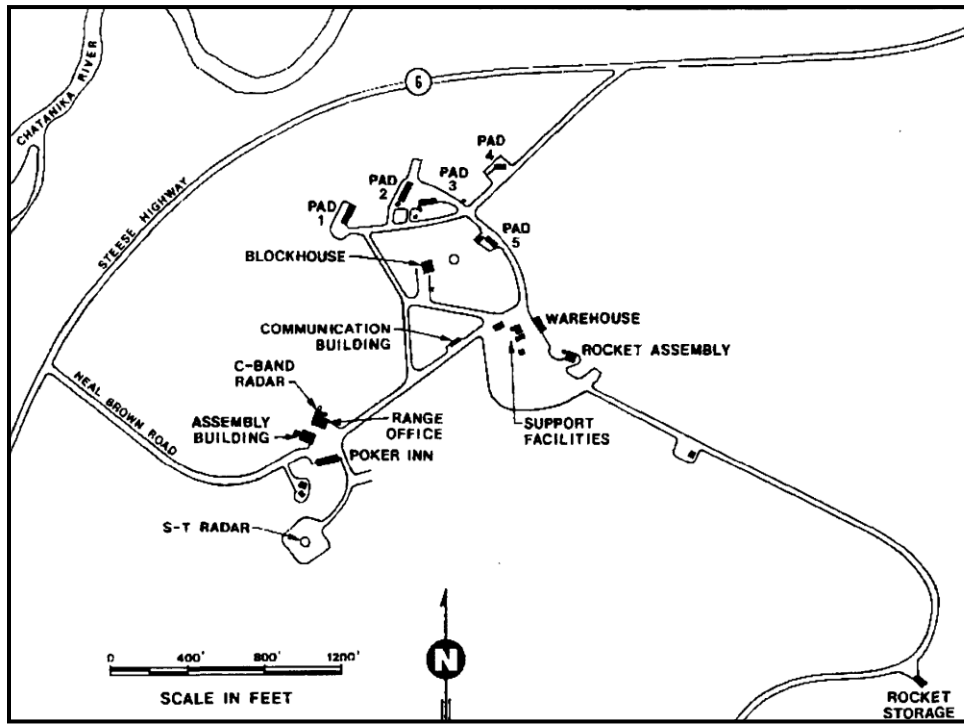 CHATANIKA RIVER
STEESE HIGHWAY
6
PAD
4
PAD
3
PAD
2
PAD
1
PAD
5
BLOCKHOUSE
COMMUNICATION
BUILDING
WAREHOUSE
ROCKET ASSEMBLY
C-BAND
RADAR
NEAL BROWN ROAD
ASSEMBLY
BUILDING
RANGE
OFFICE
SUPPORT
FACILITIES
POKER INN
S-T RADAR
0 400' 800' 1200'
SCALE IN FEET
N
ROCKET
STORAGE